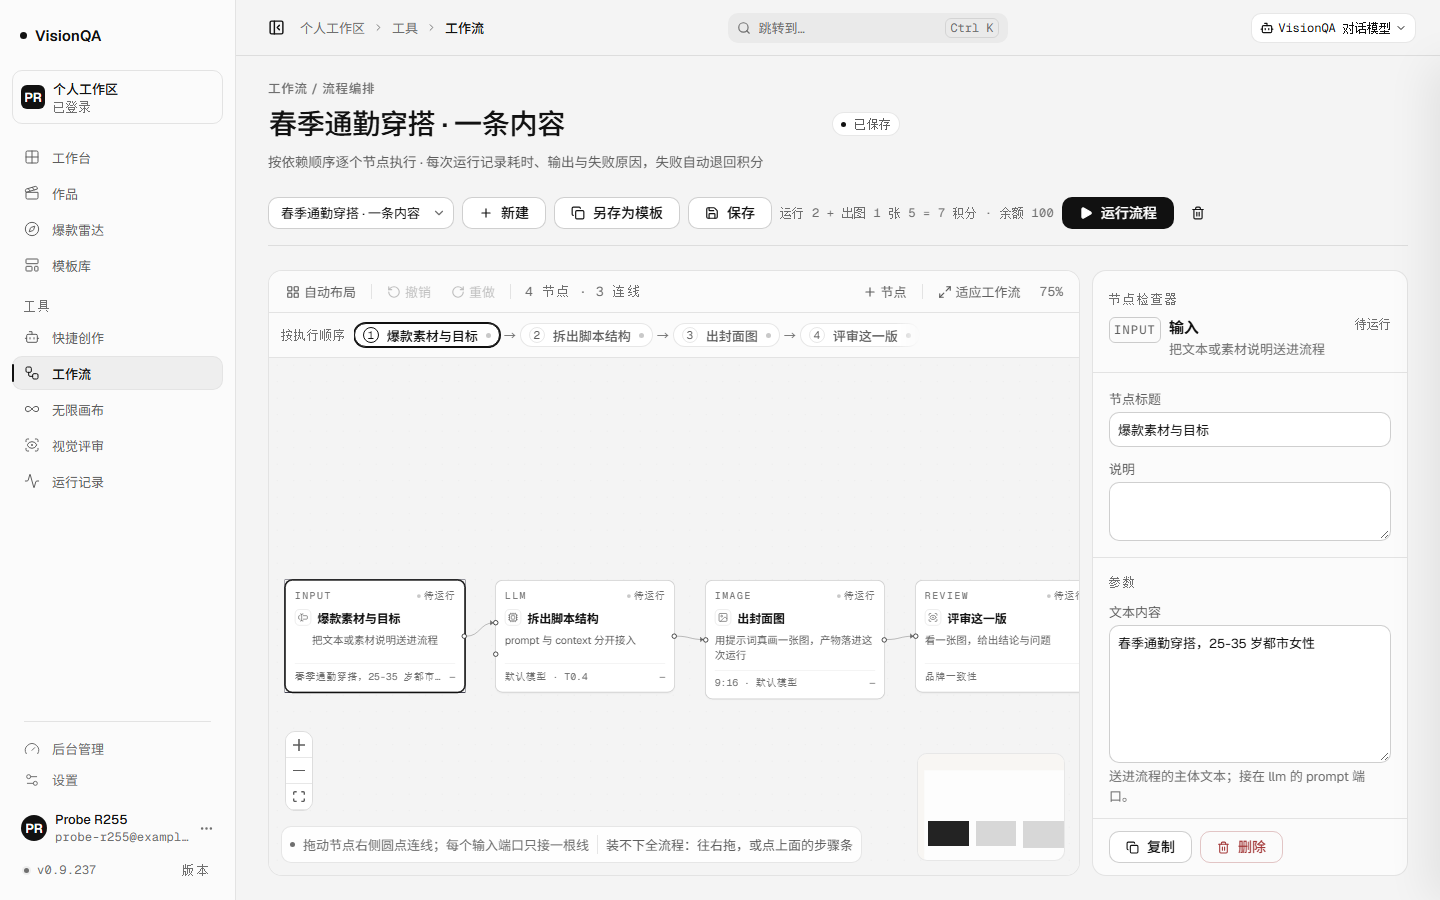 VisionQA
PR
个人工作区
已登录
工作台
作品
爆款雷达
模板库
工具
快捷创作
工作流
无限画布
视觉评审
运行记录
后台管理
设置
PR
Probe R255
probe-r255@exampl…
v0.9.237
版本
个人工作区 › 工具 › 工作流
跳转到…
Ctrl K
VisionQA 对话模型
工作流 / 流程编排
春季通勤穿搭 · 一条内容
已保存
按依赖顺序逐个节点执行 · 每次运行记录耗时、输出与失败原因，失败自动退回积分
春季通勤穿搭 · 一条内容
新建
另存为模板
保存
运行 2 + 出图 1 张 5 = 7 积分 · 余额 100
运行流程
自动布局
撤销
重做
4 节点 · 3 连线
节点
适应工作流
75%
按执行顺序
1 爆款素材与目标 →
2 拆出脚本结构 →
3 出封面图 →
4 评审这一版
INPUT
待运行
爆款素材与目标
把文本或素材说明送进流程
春季通勤穿搭，25-35 岁都市…
—
LLM
待运行
拆出脚本结构
prompt 与 context 分开接入
默认模型 · T0.4
—
IMAGE
待运行
出封面图
用提示词真画一张图，产物落进这
次运行
9:16 · 默认模型
—
REVIEW
待运行
评审这一版
看一张图，给出结论与问题
品牌一致性
拖动节点右侧圆点连线；每个输入端口只接一根线
装不下全流程：往右拖，或点上面的步骤条
节点检查器
INPUT
输入
待运行
把文本或素材说明送进流程
节点标题
爆款素材与目标
说明
参数
文本内容
春季通勤穿搭，25-35 岁都市女性
送进流程的主体文本；接在 llm 的 prompt 端
口。
复制
删除